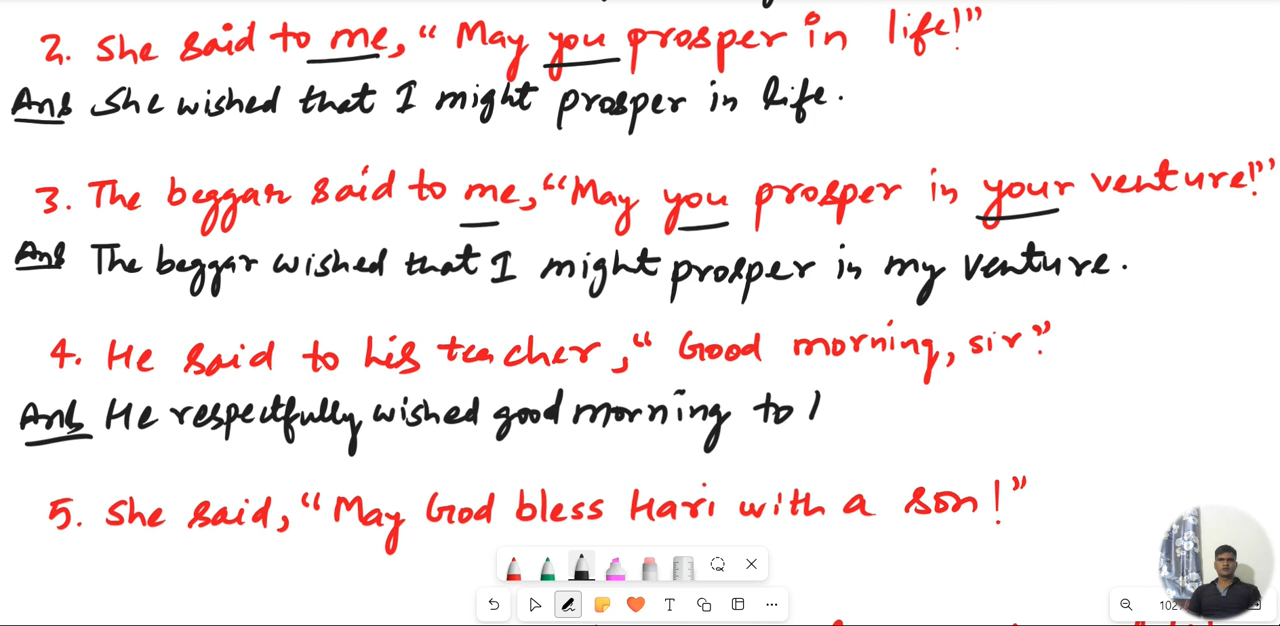 2. She said to me, “May you prosper in life!”
Ans She wished that I might prosper in life.
3. The beggar said to me, “May you prosper in your venture!”
Ans The beggar wished that I might prosper in my venture.
4. He said to his teacher, “Good morning, sir”.
Ans He respectfully wished good morning to
5. She said, “May God bless Hari with a son!”
T